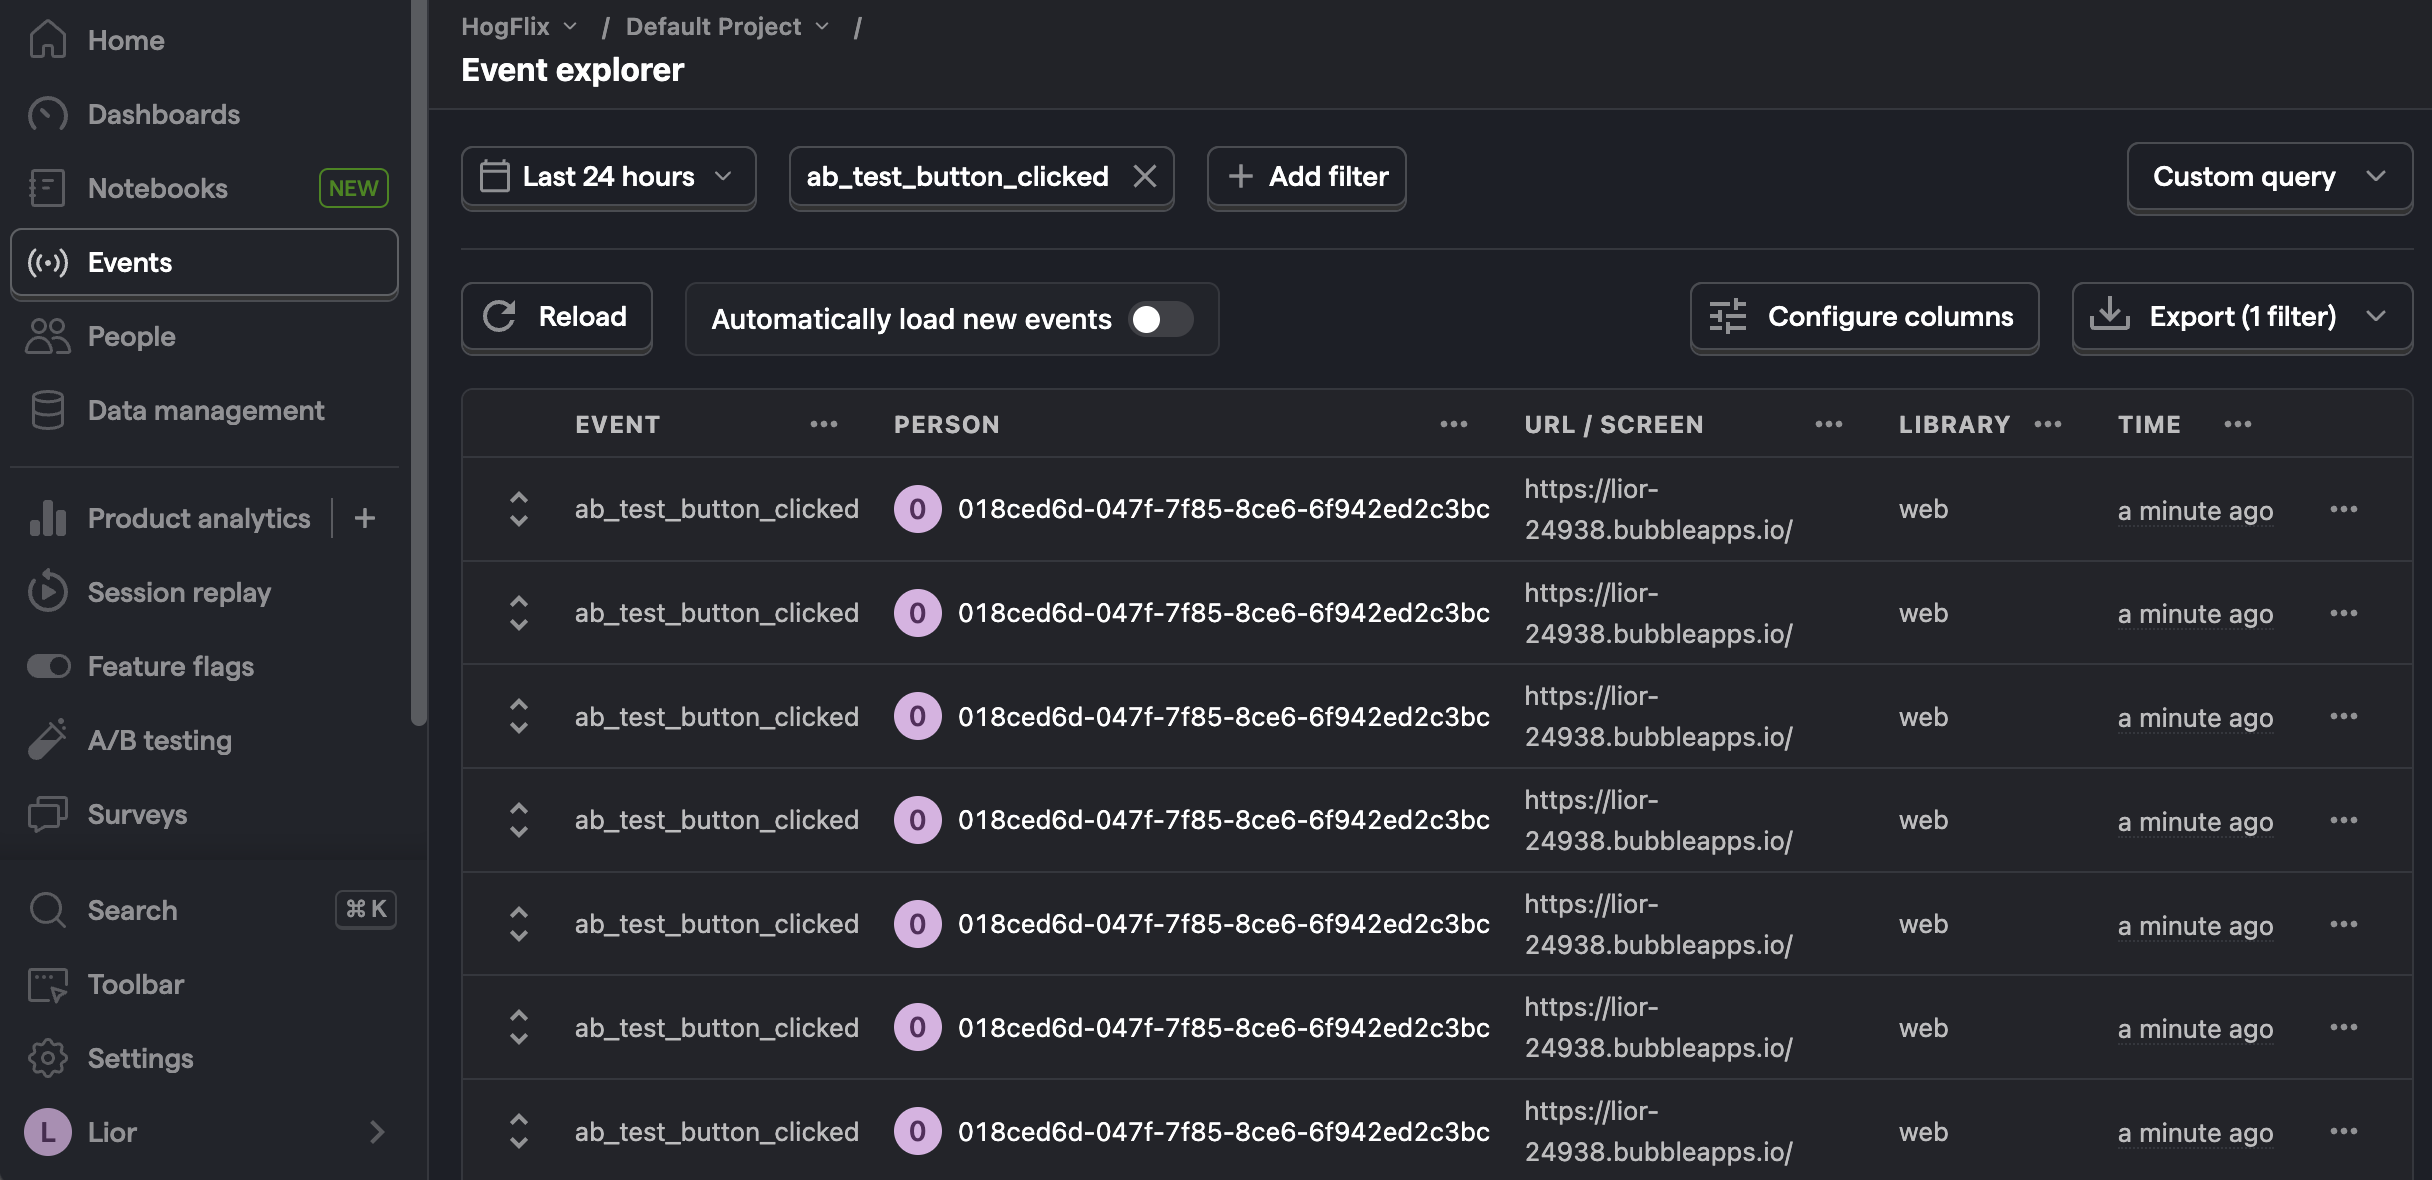 Home
Dashboards
Notebooks NEW
Events
People
Data management
Product analytics +
Session replay
Feature flags
A/B testing
Surveys
Search ⌘ K
Toolbar
Settings
L Lior
HogFlix / Default Project /
Event explorer
Last 24 hours ab_test_button_clicked + Add filter Custom query
Reload Automatically load new events Configure columns Export (1 filter)
EVENT ••• PERSON ••• URL / SCREEN ••• LIBRARY ••• TIME •••
ab_test_button_clicked 0 018ced6d-047f-7f85-8ce6-6f942ed2c3bc https://lior-
24938.bubbleapps.io/ web a minute ago •••
ab_test_button_clicked 0 018ced6d-047f-7f85-8ce6-6f942ed2c3bc https://lior-
24938.bubbleapps.io/ web a minute ago •••
ab_test_button_clicked 0 018ced6d-047f-7f85-8ce6-6f942ed2c3bc https://lior-
24938.bubbleapps.io/ web a minute ago •••
ab_test_button_clicked 0 018ced6d-047f-7f85-8ce6-6f942ed2c3bc https://lior-
24938.bubbleapps.io/ web a minute ago •••
ab_test_button_clicked 0 018ced6d-047f-7f85-8ce6-6f942ed2c3bc https://lior-
24938.bubbleapps.io/ web a minute ago •••
ab_test_button_clicked 0 018ced6d-047f-7f85-8ce6-6f942ed2c3bc https://lior-
24938.bubbleapps.io/ web a minute ago •••
ab_test_button_clicked 0 018ced6d-047f-7f85-8ce6-6f942ed2c3bc https://lior-
24938.bubbleapps.io/ web a minute ago •••